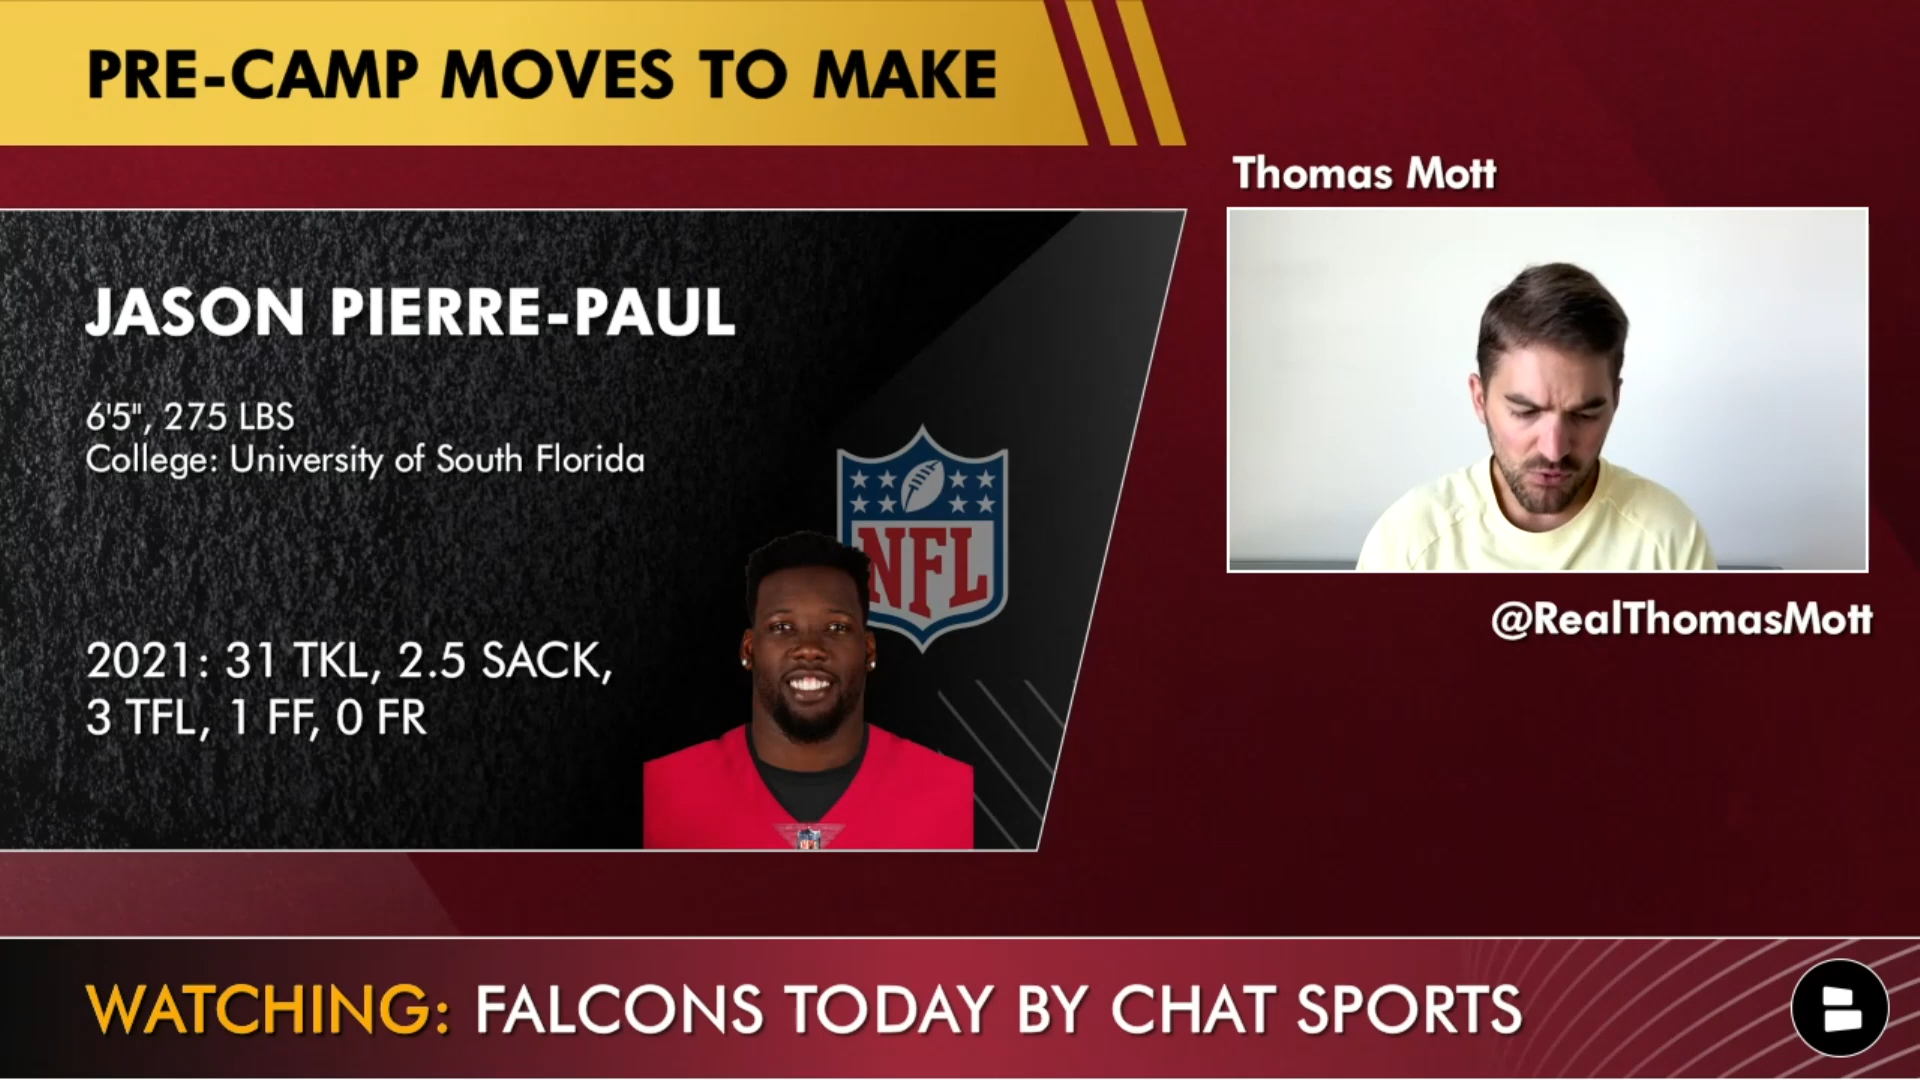 PRE-CAMP MOVES TO MAKE
Thomas Mott
JASON PIERRE-PAUL
6'5", 275 LBS
College: University of South Florida
NFL
@RealThomasMott
2021: 31 TKL, 2.5 SACK,
3 TFL, 1 FF, 0 FR
WATCHING: FALCONS TODAY BY CHAT SPORTS